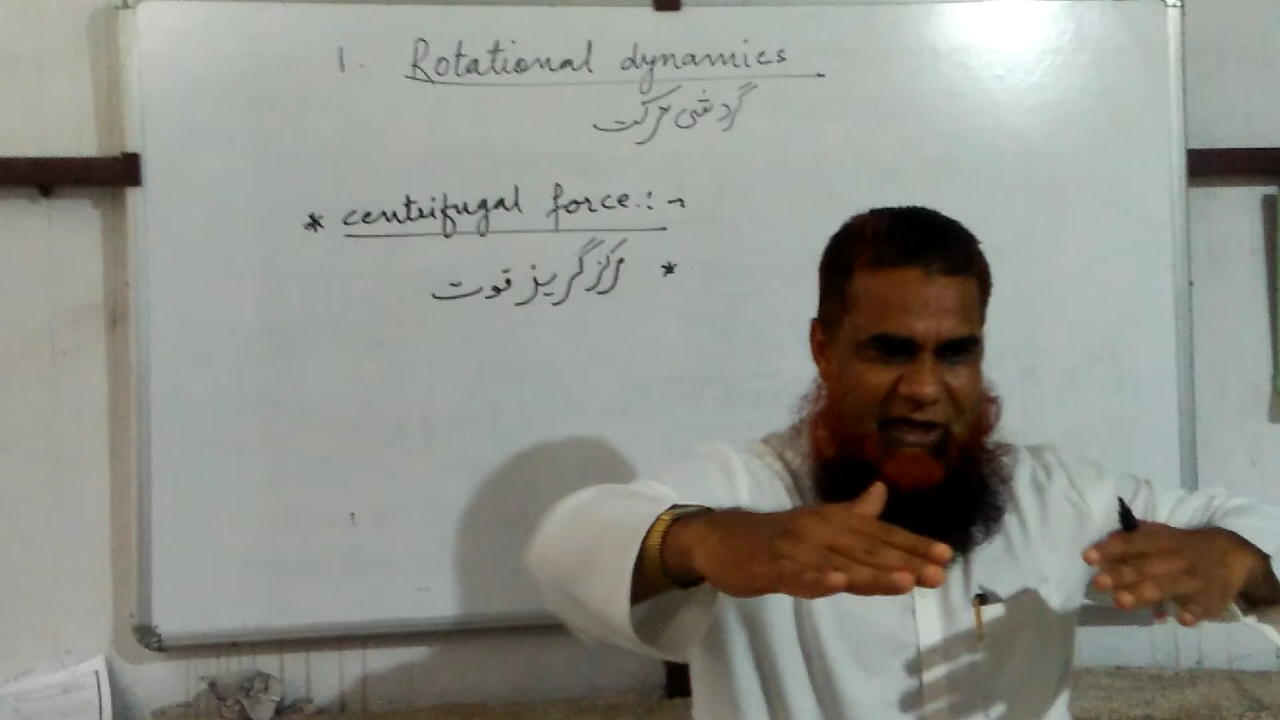 1. Rotational dynamics
گردشی حرکت
* centrifugal force :-
* مرکز گریز قوت